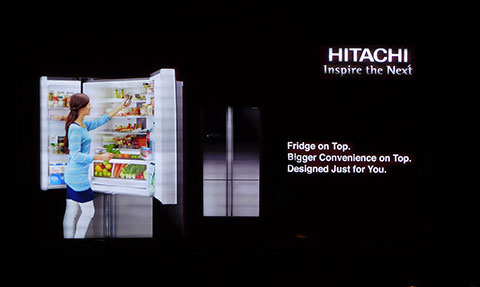 HITACHI
Inspire the Next
Fridge on Top.
Bigger Convenience on Top.
Designed Just for You.